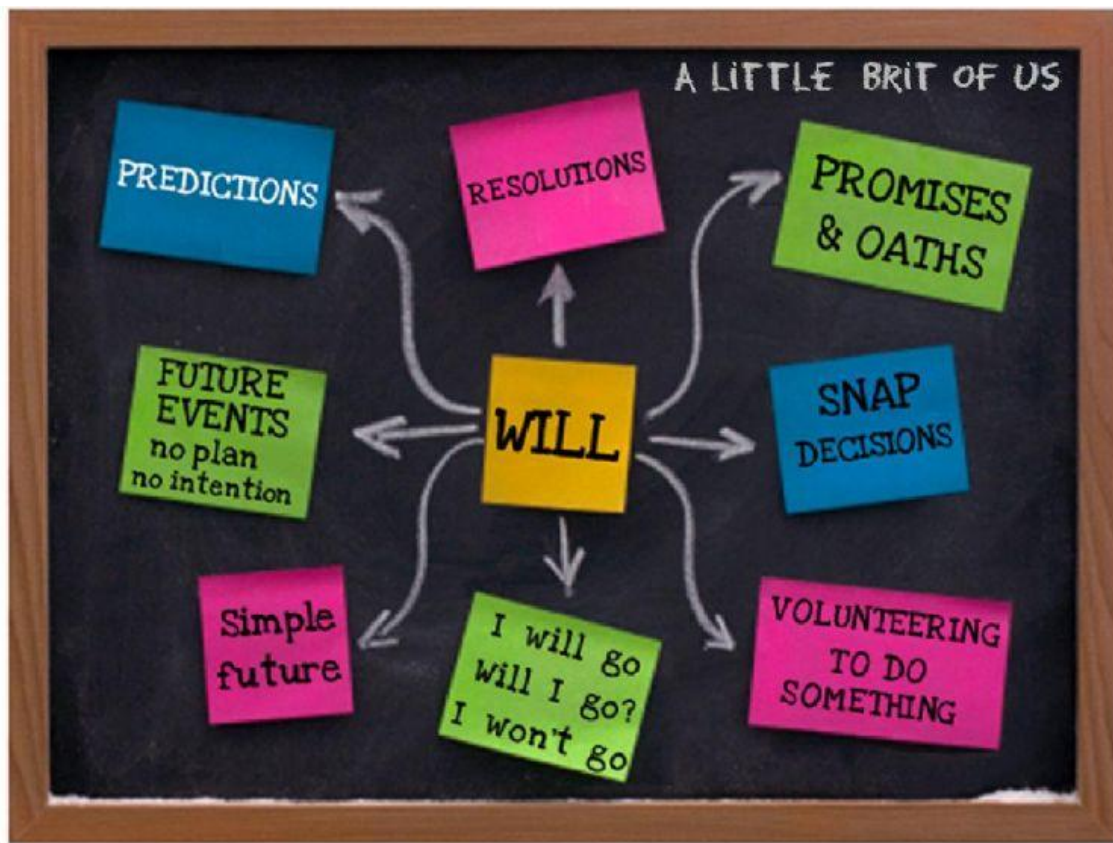 A LiTTLE BRiT OF US
PREDICTIONS
RESOLUTIONS
PROMISES
& OATHS
FUTURE
EVENTS
no plan
no intention
WILL
SNAP
DECISIONS
Simple
future
I will go
will I go?
I won't go
VOLUNTEERING
TO DO
SOMETHING